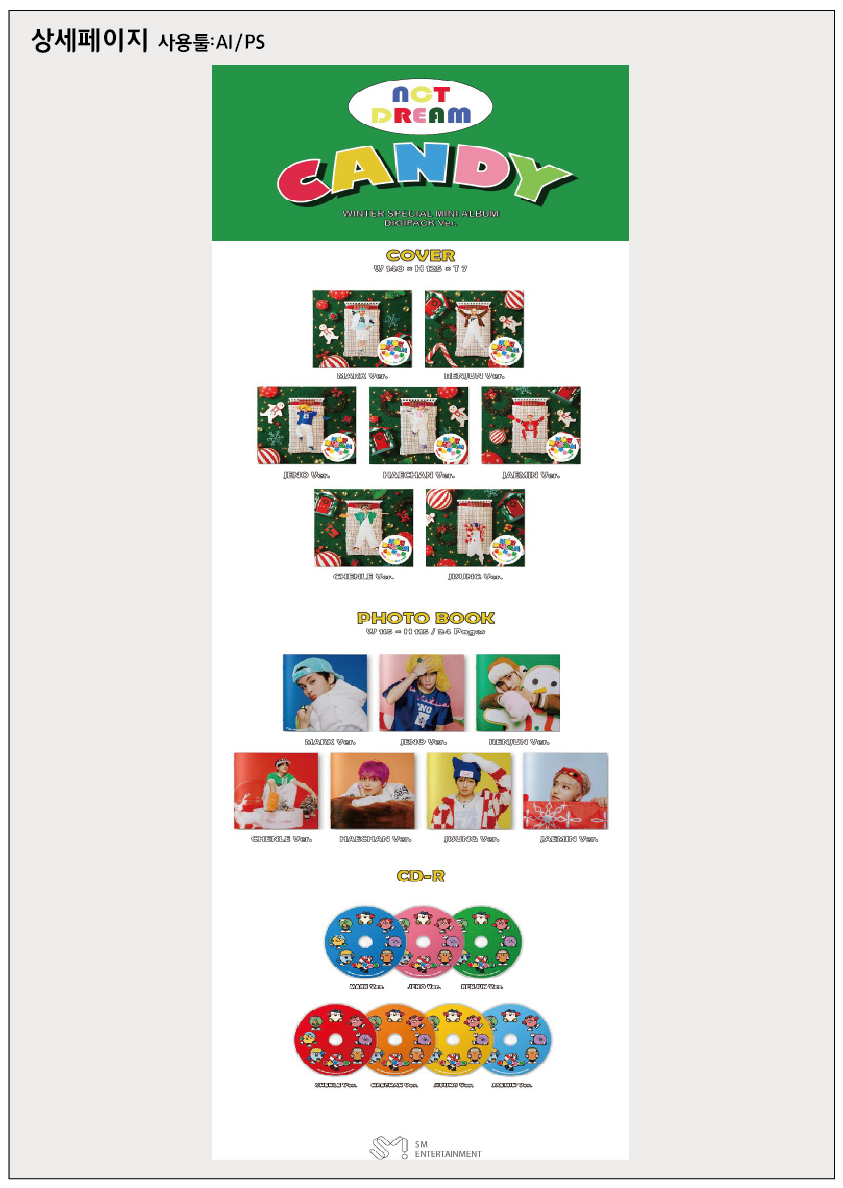 상세페이지 사용툴:AI/PS
NCT
DREAM
CANDY
WINTER SPECIAL MINI ALBUM
DIGIPACK Ver.
COVER
W 140 × H 125 × T 7
MARK Ver. RENJUN Ver.
JENO Ver. HAECHAN Ver. JAEMIN Ver.
CHENLE Ver. JISUNG Ver.
PHOTO BOOK
W 115 × H 115 / 24 Pages
MARK Ver. JENO Ver. RENJUN Ver.
CHENLE Ver. HAECHAN Ver. JISUNG Ver. JAEMIN Ver.
CD-R
MARK Ver. JENO Ver. RENJUN Ver.
CHENLE Ver. HAECHAN Ver. JISUNG Ver. JAEMIN Ver.
SM
ENTERTAINMENT